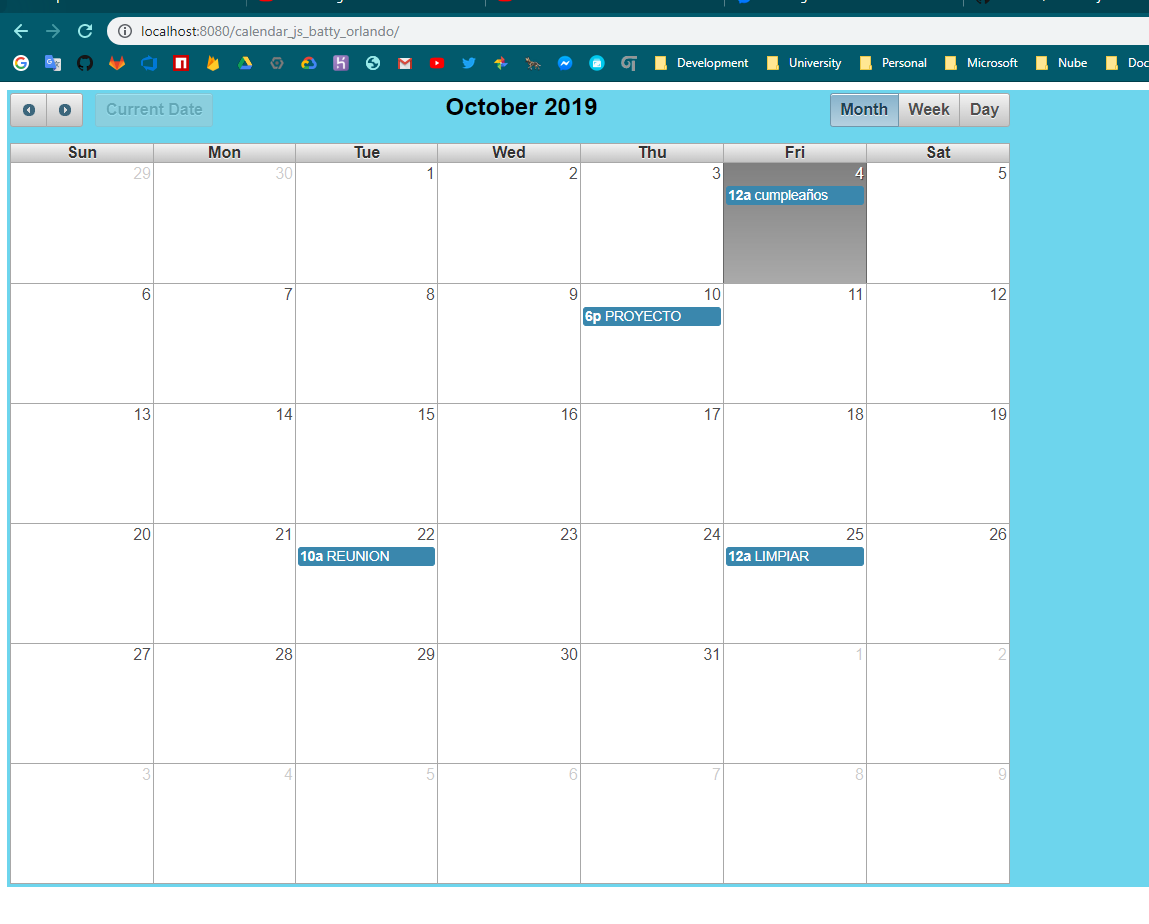 localhost:8080/calendar_js_batty_orlando/
Development University Personal Microsoft Nube Doc
Current Date October 2019 Month Week Day
Sun Mon Tue Wed Thu Fri Sat
29 30 1 2 3 4 5
12a cumpleaños
6 7 8 9 10 11 12
6p PROYECTO
13 14 15 16 17 18 19
20 21 22 23 24 25 26
10a REUNION 12a LIMPIAR
27 28 29 30 31 1 2
3 4 5 6 7 8 9